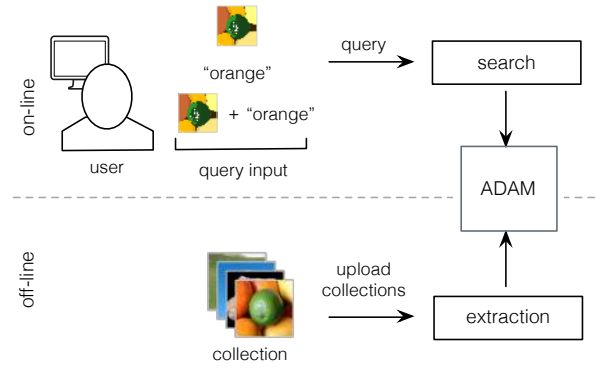 on-line
user
“orange”
+ “orange”
query input
query
search
ADAM
off-line
collection
upload
collections
extraction